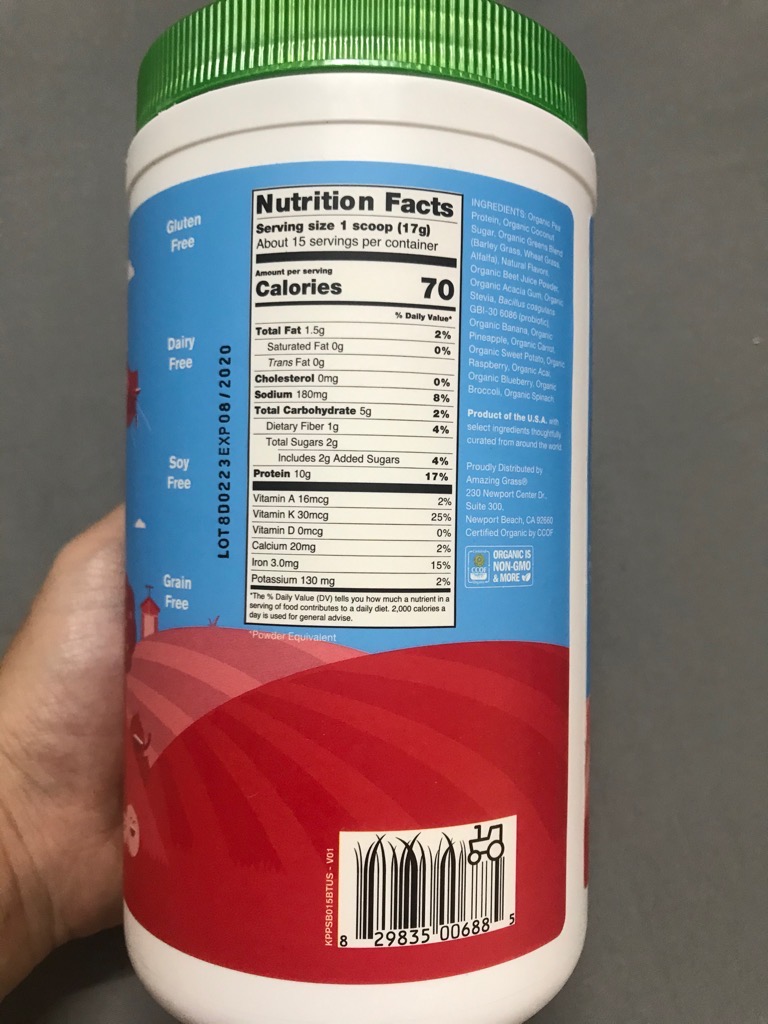 Gluten
Free
Dairy
Free
Soy
Free
Grain
Free
LOT8D0223EXP08/2020
Nutrition Facts
Serving size 1 scoop (17g)
About 15 servings per container
Amount per serving
Calories 70
% Daily Value*
Total Fat 1.5g 2%
Saturated Fat 0g 0%
Trans Fat 0g
Cholesterol 0mg 0%
Sodium 180mg 8%
Total Carbohydrate 5g 2%
Dietary Fiber 1g 4%
Total Sugars 2g
Includes 2g Added Sugars 4%
Protein 10g 17%
Vitamin A 16mcg 2%
Vitamin K 30mcg 25%
Vitamin D 0mcg 0%
Calcium 20mg 2%
Iron 3.0mg 15%
Potassium 130 mg 2%
*The % Daily Value (DV) tells you how much a nutrient in a
serving of food contributes to a daily diet. 2,000 calories a
day is used for general advise.
*Powder Equivalent
INGREDIENTS: Organic Pea
Protein, Organic Coconut
Sugar, Organic Greens Blend
(Barley Grass, Wheat Grass,
Alfalfa), Natural Flavors,
Organic Beet Juice Powder,
Organic Acacia Gum, Organic
Stevia, Bacillus coagulans
GBI-30 6086 (probiotic),
Organic Banana, Organic
Pineapple, Organic Carrot,
Organic Sweet Potato, Organic
Raspberry, Organic Acai,
Organic Blueberry, Organic
Broccoli, Organic Spinach
Product of the U.S.A. with
select ingredients thoughtfully
curated from around the world
Proudly Distributed by
Amazing Grass®
230 Newport Center Dr.
Suite 300,
Newport Beach, CA 92660
Certified Organic by CCOF
CCOF
ORGANIC IS
NON-GMO
& MORE
KPPSB015BTUS - V01
8 29835 00688 5